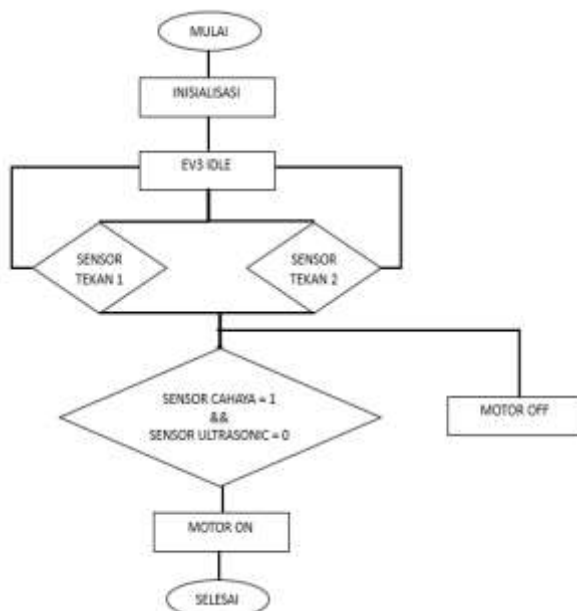 MULAI
INISIALISASI
EV3 IDLE
SENSOR
TEKAN 1
SENSOR
TEKAN 2
SENSOR CAHAYA = 1
&&
SENSOR ULTRASONIC = 0
MOTOR OFF
MOTOR ON
SELESAI